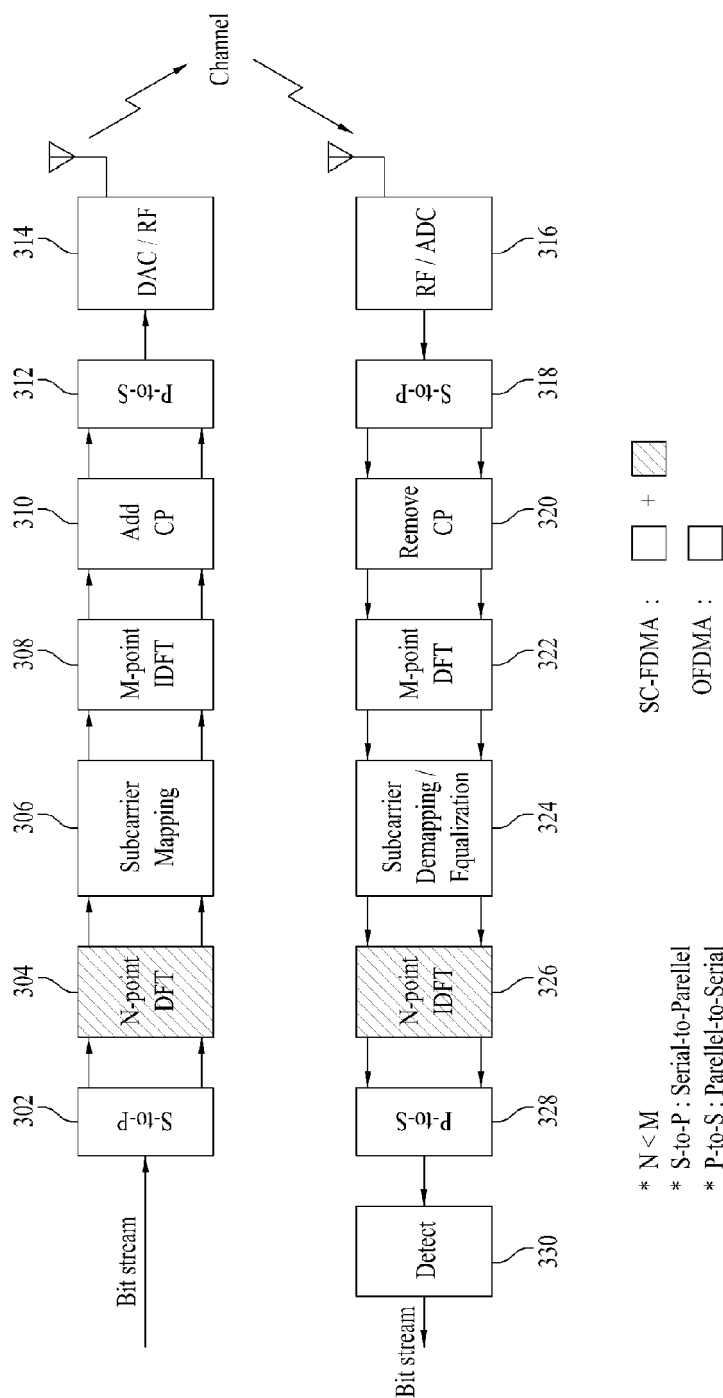 302
304
306
308
310
312
314
Bit stream
S-to-P
N-point
DFT
Subcarrier
Mapping
M-point
IDFT
Add
CP
P-to-S
DAC / RF
Channel
Bit stream
Detect
P-to-S
N-point
IDFT
Subcarrier
Demapping /
Equalization
M-point
DFT
Remove
CP
S-to-P
RF / ADC
330
328
326
324
322
320
318
316
* N < M
* S-to-P : Serial-to-Parellel
* P-to-S : Parellel-to-Serial
SC-FDMA : +
OFDMA :